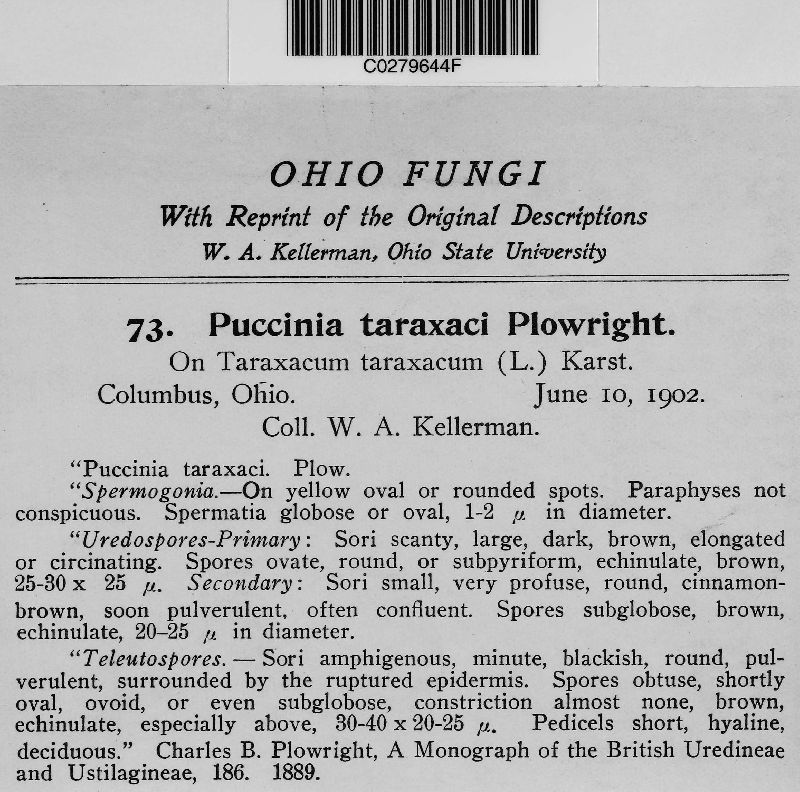 C0279644F
OHIO FUNGI
With Reprint of the Original Descriptions
W. A. Kellerman, Ohio State University
73. Puccinia taraxaci Plowright.
On Taraxacum taraxacum (L.) Karst.
Columbus, Ohio. June 10, 1902.
Coll. W. A. Kellerman.
“Puccinia taraxaci. Plow.
“Spermogonia.—On yellow oval or rounded spots. Paraphyses not
conspicuous. Spermatia globose or oval, 1-2 μ in diameter.
“Uredospores-Primary: Sori scanty, large, dark, brown, elongated
or circinating. Spores ovate, round, or subpyriform, echinulate, brown,
25-30 x 25 μ. Secondary: Sori small, very profuse, round, cinnamon-
brown, soon pulverulent, often confluent. Spores subglobose, brown,
echinulate, 20–25 μ in diameter.
“Teleutospores. — Sori amphigenous, minute, blackish, round, pul-
verulent, surrounded by the ruptured epidermis. Spores obtuse, shortly
oval, ovoid, or even subglobose, constriction almost none, brown,
echinulate, especially above, 30-40 x 20-25 μ. Pedicels short, hyaline,
deciduous.” Charles B. Plowright, A Monograph of the British Uredineae
and Ustilagineae, 186. 1889.